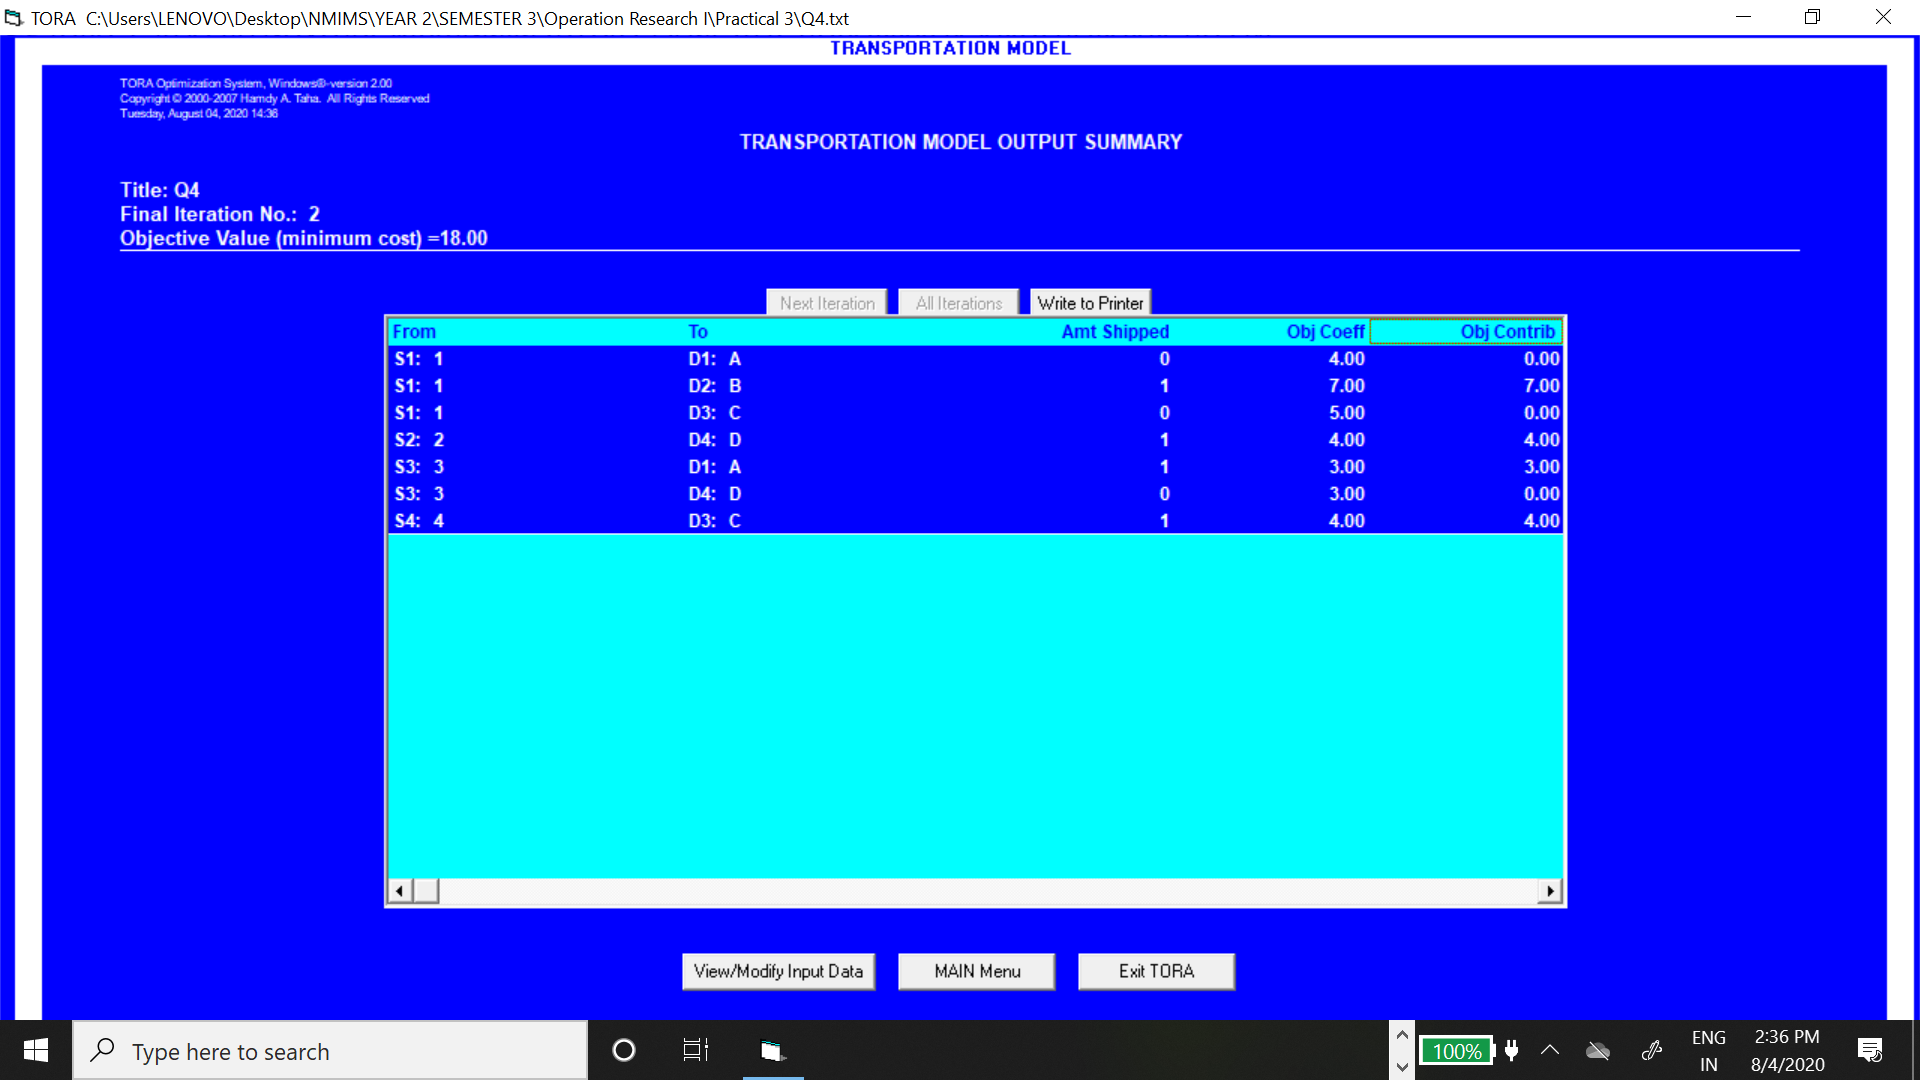 TORA C:\Users\LENOVO\Desktop\NMIMS\YEAR 2\SEMESTER 3\Operation Research I\Practical 3\Q4.txt
TRANSPORTATION MODEL
TORA Optimization System, Windows®-version 2.00
Copyright © 2000-2007 Hamdy A. Taha. All Rights Reserved
Tuesday, August 04, 2020 14:36
TRANSPORTATION MODEL OUTPUT SUMMARY
Title: Q4
Final Iteration No.: 2
Objective Value (minimum cost) =18.00
Next Iteration All Iterations Write to Printer
From To Amt Shipped Obj Coeff Obj Contrib
S1: 1 D1: A 0 4.00 0.00
S1: 1 D2: B 1 7.00 7.00
S1: 1 D3: C 0 5.00 0.00
S2: 2 D4: D 1 4.00 4.00
S3: 3 D1: A 1 3.00 3.00
S3: 3 D4: D 0 3.00 0.00
S4: 4 D3: C 1 4.00 4.00
View/Modify Input Data MAIN Menu Exit TORA
Type here to search
100%
ENG 2:36 PM
IN 8/4/2020